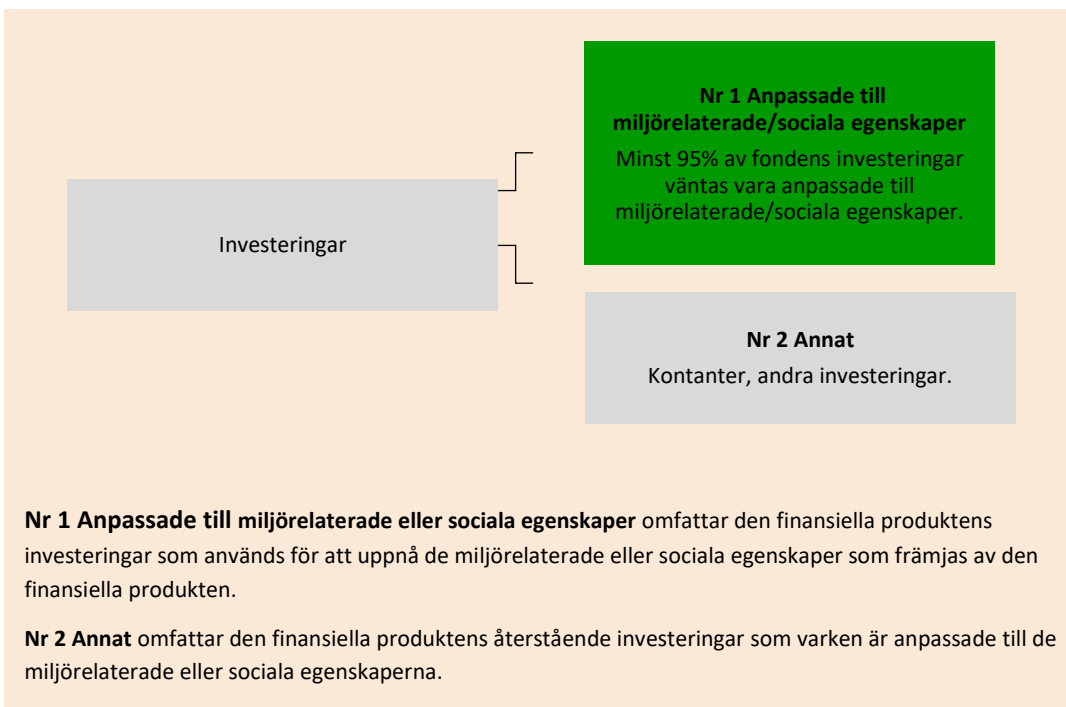 Nr 1 Anpassade till
miljörelaterade/sociala egenskaper
Minst 95% av fondens investeringar
väntas vara anpassade till
miljörelaterade/sociala egenskaper.
Investeringar
Nr 2 Annat
Kontanter, andra investeringar.
Nr 1 Anpassade till miljörelaterade eller sociala egenskaper omfattar den finansiella produktens
investeringar som används för att uppnå de miljörelaterade eller sociala egenskaper som främjas av den
finansiella produkten.
Nr 2 Annat omfattar den finansiella produktens återstående investeringar som varken är anpassade till de
miljörelaterade eller sociala egenskaperna.